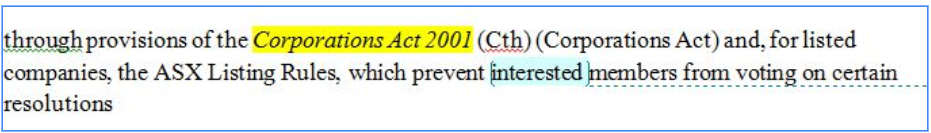 through provisions of the Corporations Act 2001 (Cth) (Corporations Act) and, for listed
companies, the ASX Listing Rules, which prevent [interested ]members from voting on certain
resolutions